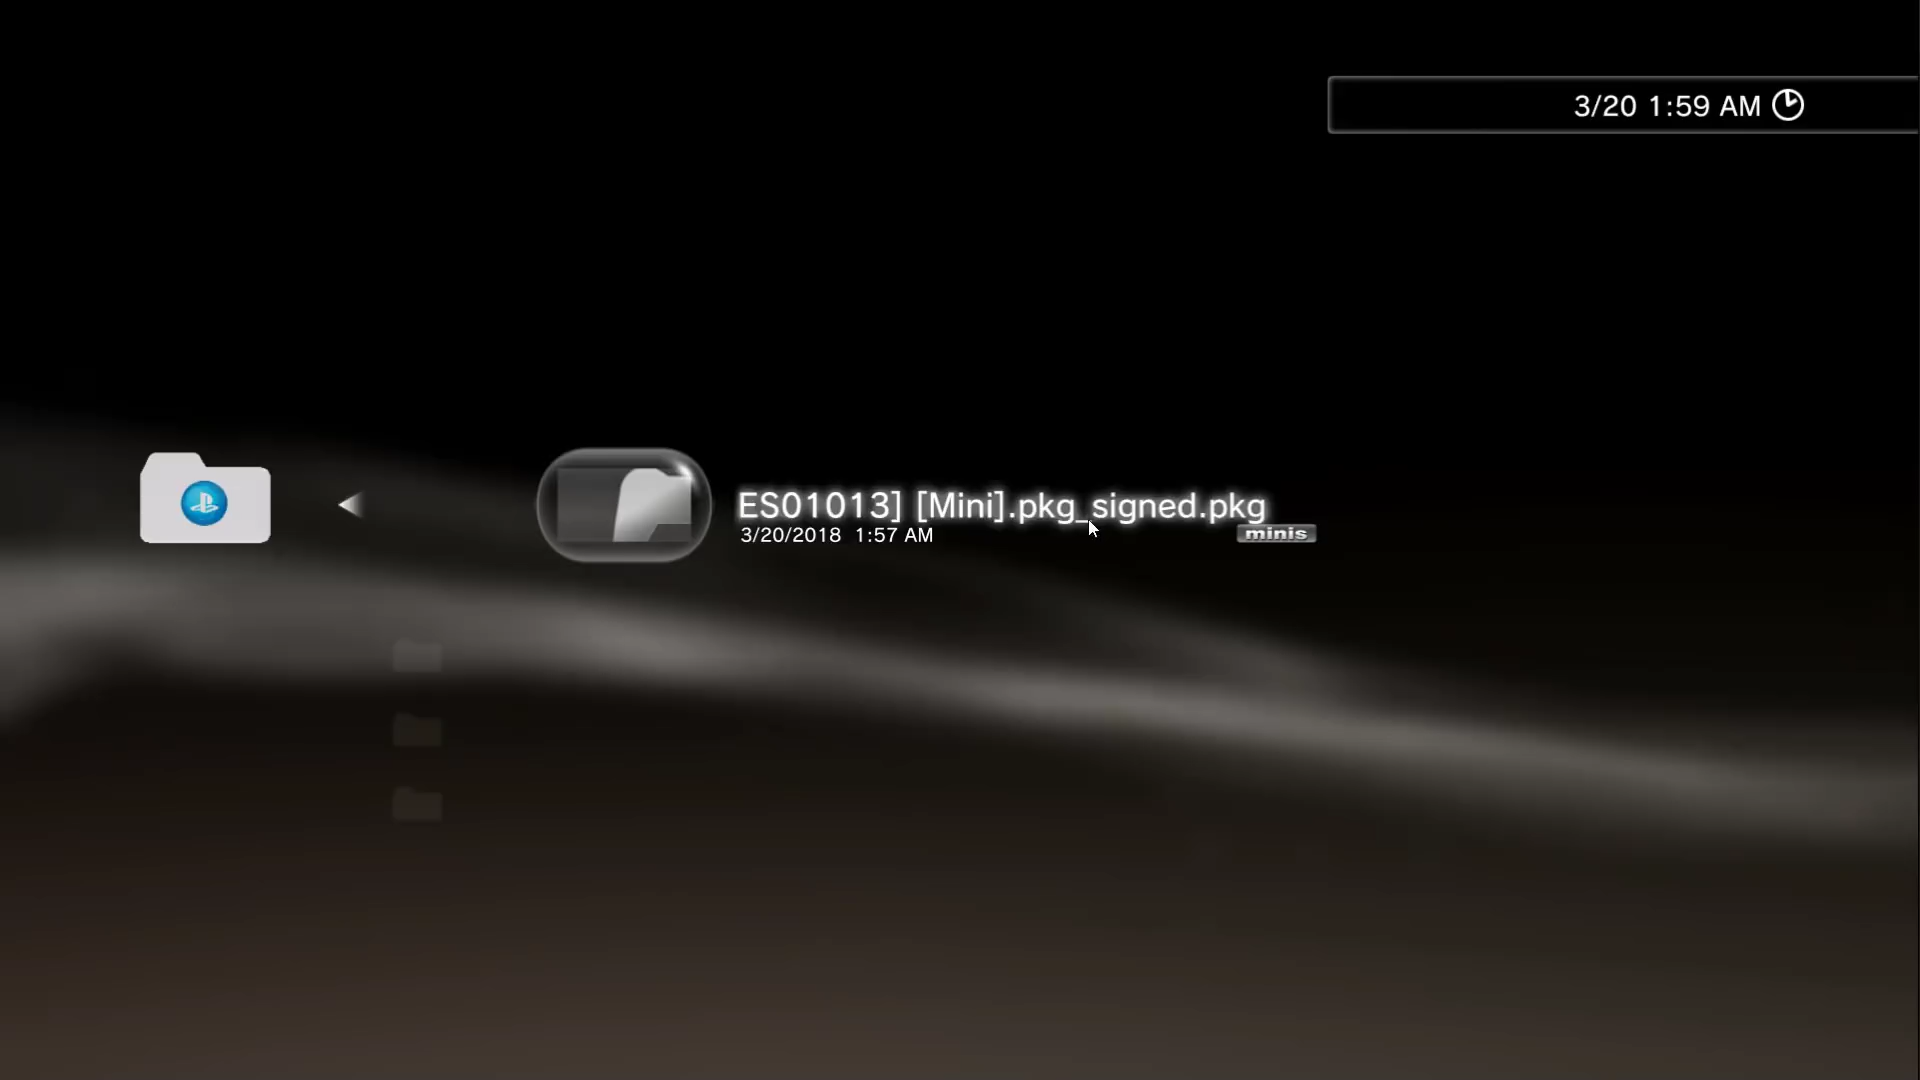 3/20 1:59 AM
ES01013] [Mini].pkg_signed.pkg
3/20/2018 1:57 AM
minis